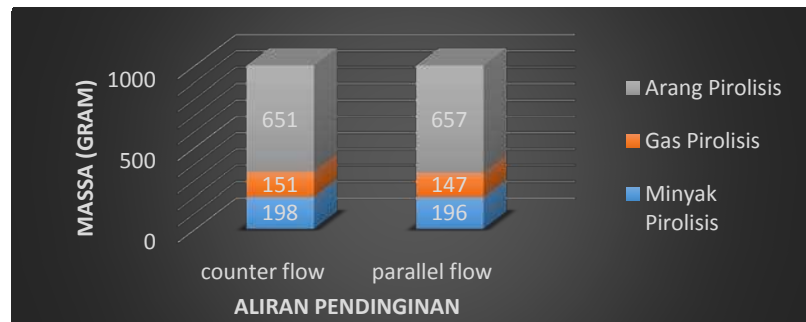 MASSA (GRAM)
1000
500
0
651
151
198
657
147
196
counter flow
parallel flow
ALIRAN PENDINGINAN
Arang Pirolisis
Gas Pirolisis
Minyak
Pirolisis